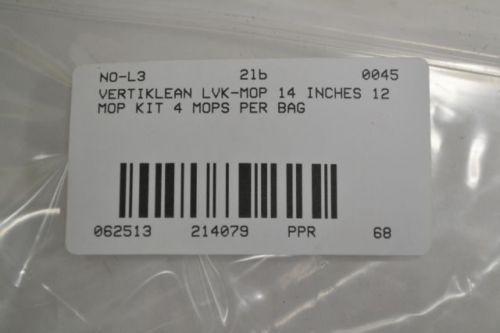 NO-L3 21b 0045
VERTIKLEAN LVK-MOP 14 INCHES 12
MOP KIT 4 MOPS PER BAG
062513 214079 PPR 68